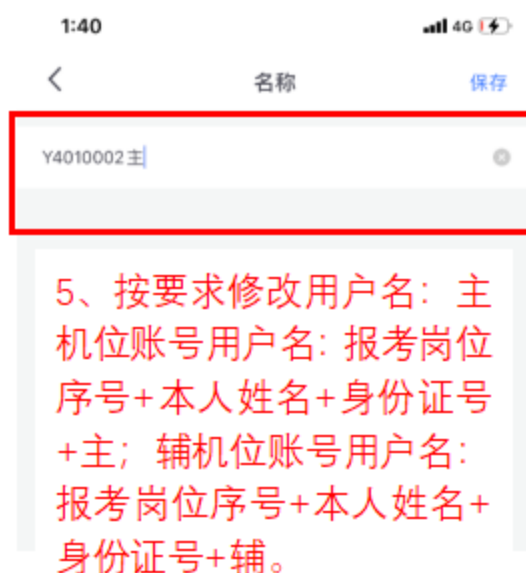 1:40 4G
名称 保存
Y4010002主
5、按要求修改用户名：主
机位账号用户名：报考岗位
序号+本人姓名+身份证号
+主；辅机位账号用户名：
报考岗位序号+本人姓名+
身份证号+辅。